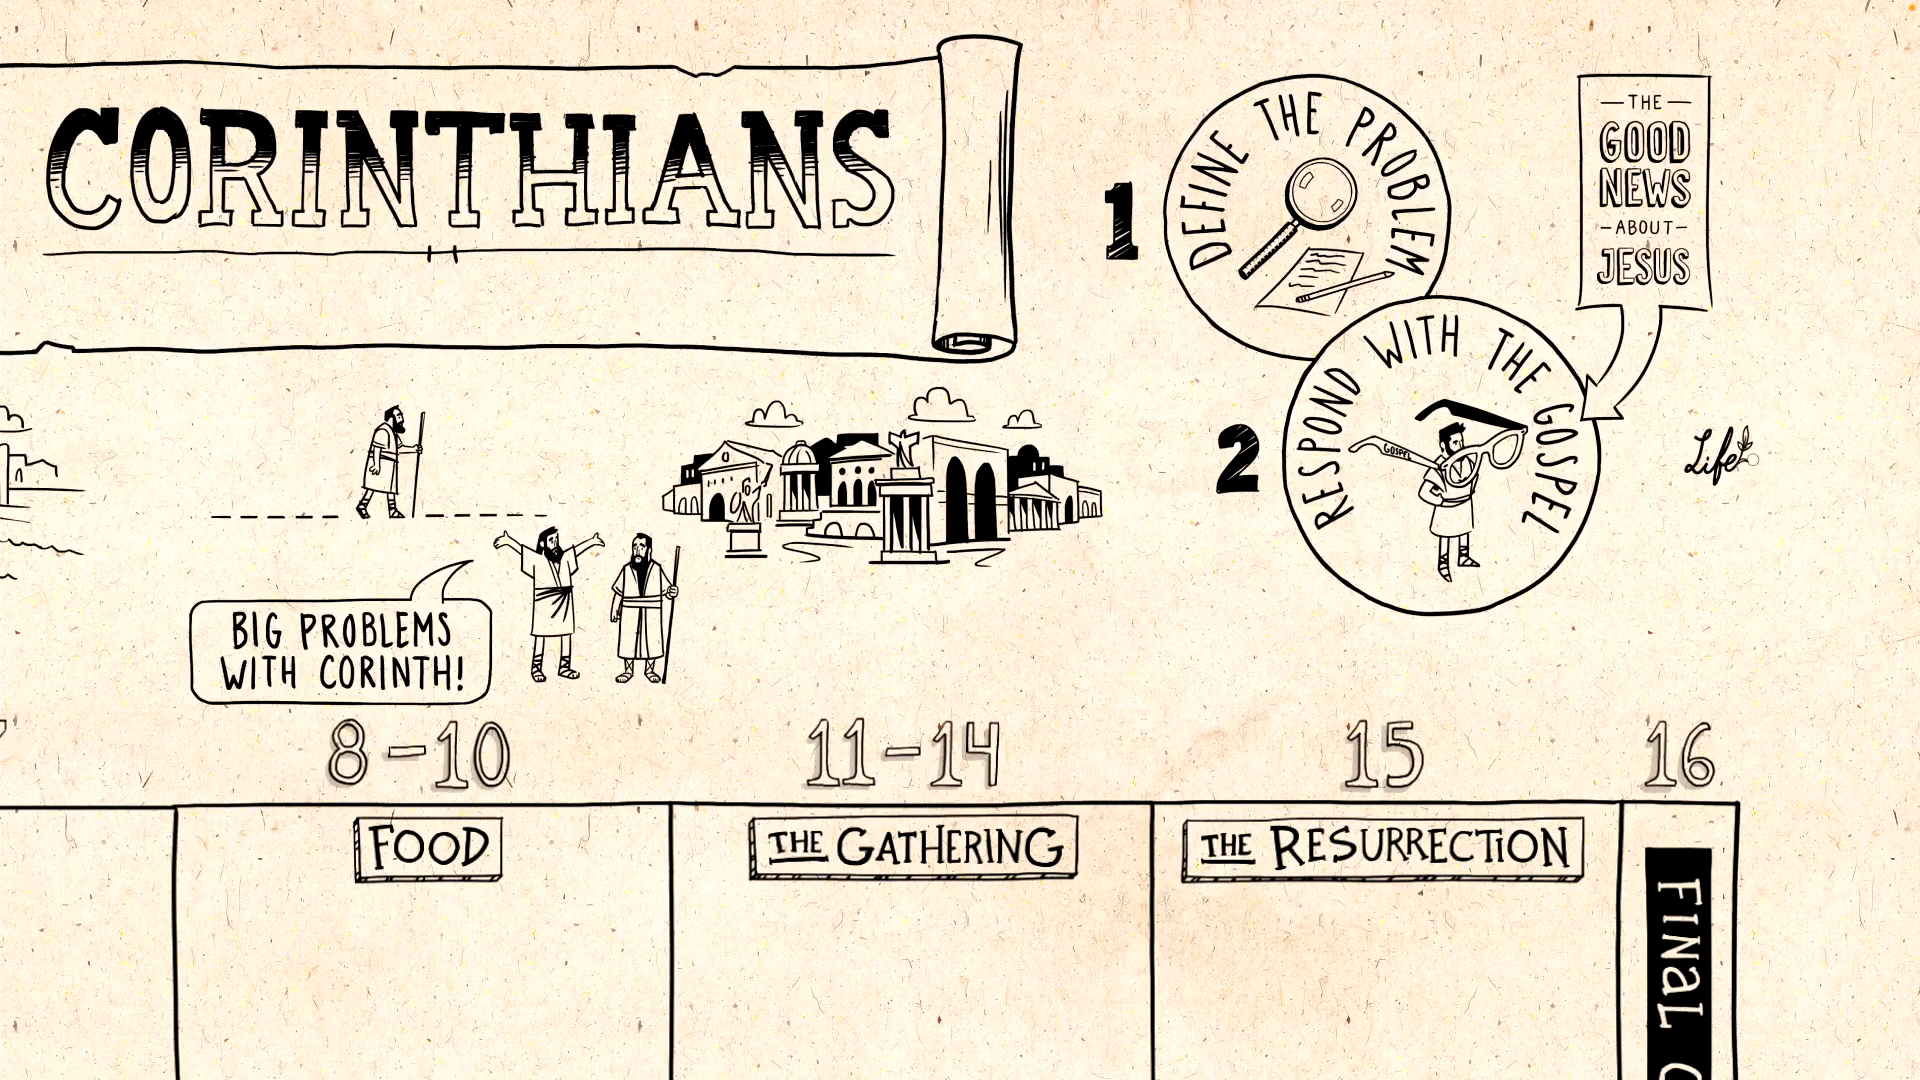 CORINTHIANS
1
DEFINE THE PROBLEM
THE
GOOD
NEWS
ABOUT
JESUS
2
RESPOND WITH THE GOSPEL
GOSPEL
Life
BIG PROBLEMS
WITH CORINTH!
8-10
11-14
15
16
FOOD
THE GATHERING
THE RESURRECTION
FINAL